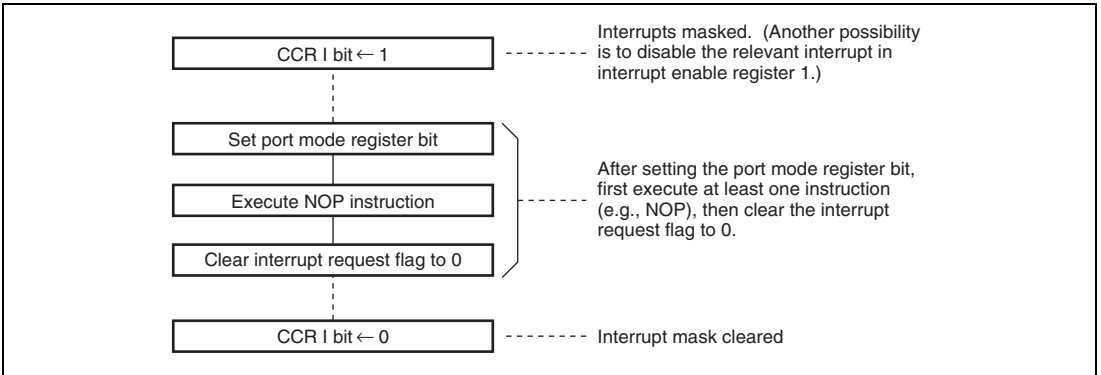 Interrupts masked. (Another possibility
is to disable the relevant interrupt in
interrupt enable register 1.)
CCR I bit ← 1
Set port mode register bit
Execute NOP instruction
Clear interrupt request flag to 0
After setting the port mode register bit,
first execute at least one instruction
(e.g., NOP), then clear the interrupt
request flag to 0.
CCR I bit ← 0
Interrupt mask cleared